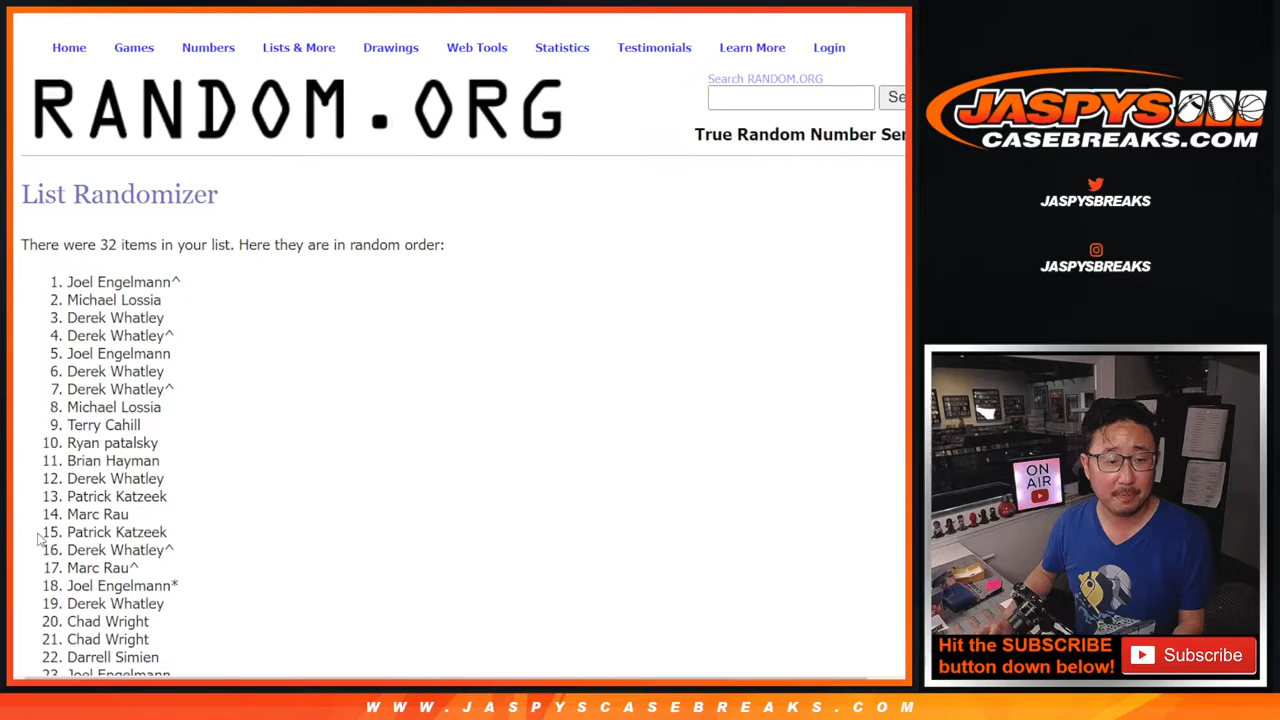 Home Games Numbers Lists & More Drawings Web Tools Statistics Testimonials Learn More Login
Search RANDOM.ORG
RANDOM.ORG
Se
True Random Number Ser
List Randomizer
There were 32 items in your list. Here they are in random order:
1. Joel Engelmann^
2. Michael Lossia
3. Derek Whatley
4. Derek Whatley^
5. Joel Engelmann
6. Derek Whatley
7. Derek Whatley^
8. Michael Lossia
9. Terry Cahill
10. Ryan patalsky
11. Brian Hayman
12. Derek Whatley
13. Patrick Katzeek
14. Marc Rau
15. Patrick Katzeek
16. Derek Whatley^
17. Marc Rau^
18. Joel Engelmann*
19. Derek Whatley
20. Chad Wright
21. Chad Wright
22. Darrell Simien
23. Joel Engelmann
JASPYS
CASEBREAKS.COM
JASPYSBREAKS
JASPYSBREAKS
ON
AIR
Hit the SUBSCRIBE
button down below!
Subscribe
WWW.JASPYSCASEBREAKS.COM